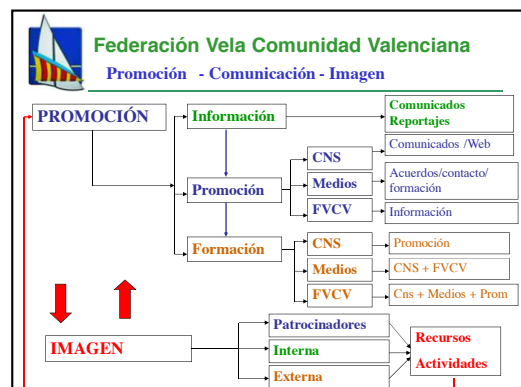 Federación Vela Comunidad Valenciana
Promoción - Comunicación - Imagen
PROMOCIÓN
Información
Comunicados
Reportajes
Promoción
CNS
Comunicados /Web
Medios
Acuerdos/contacto/
formación
FVCV
Información
Formación
CNS
Promoción
Medios
CNS + FVCV
FVCV
Cns + Medios + Prom
IMAGEN
Patrocinadores
Interna
Externa
Recursos
Actividades